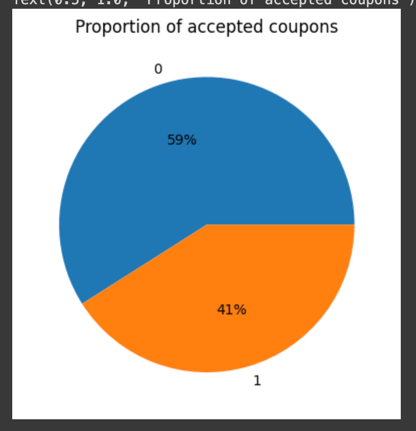 Text(0.5, 1.0, 'Proportion of accepted coupons')
Proportion of accepted coupons
0
59%
41%
1